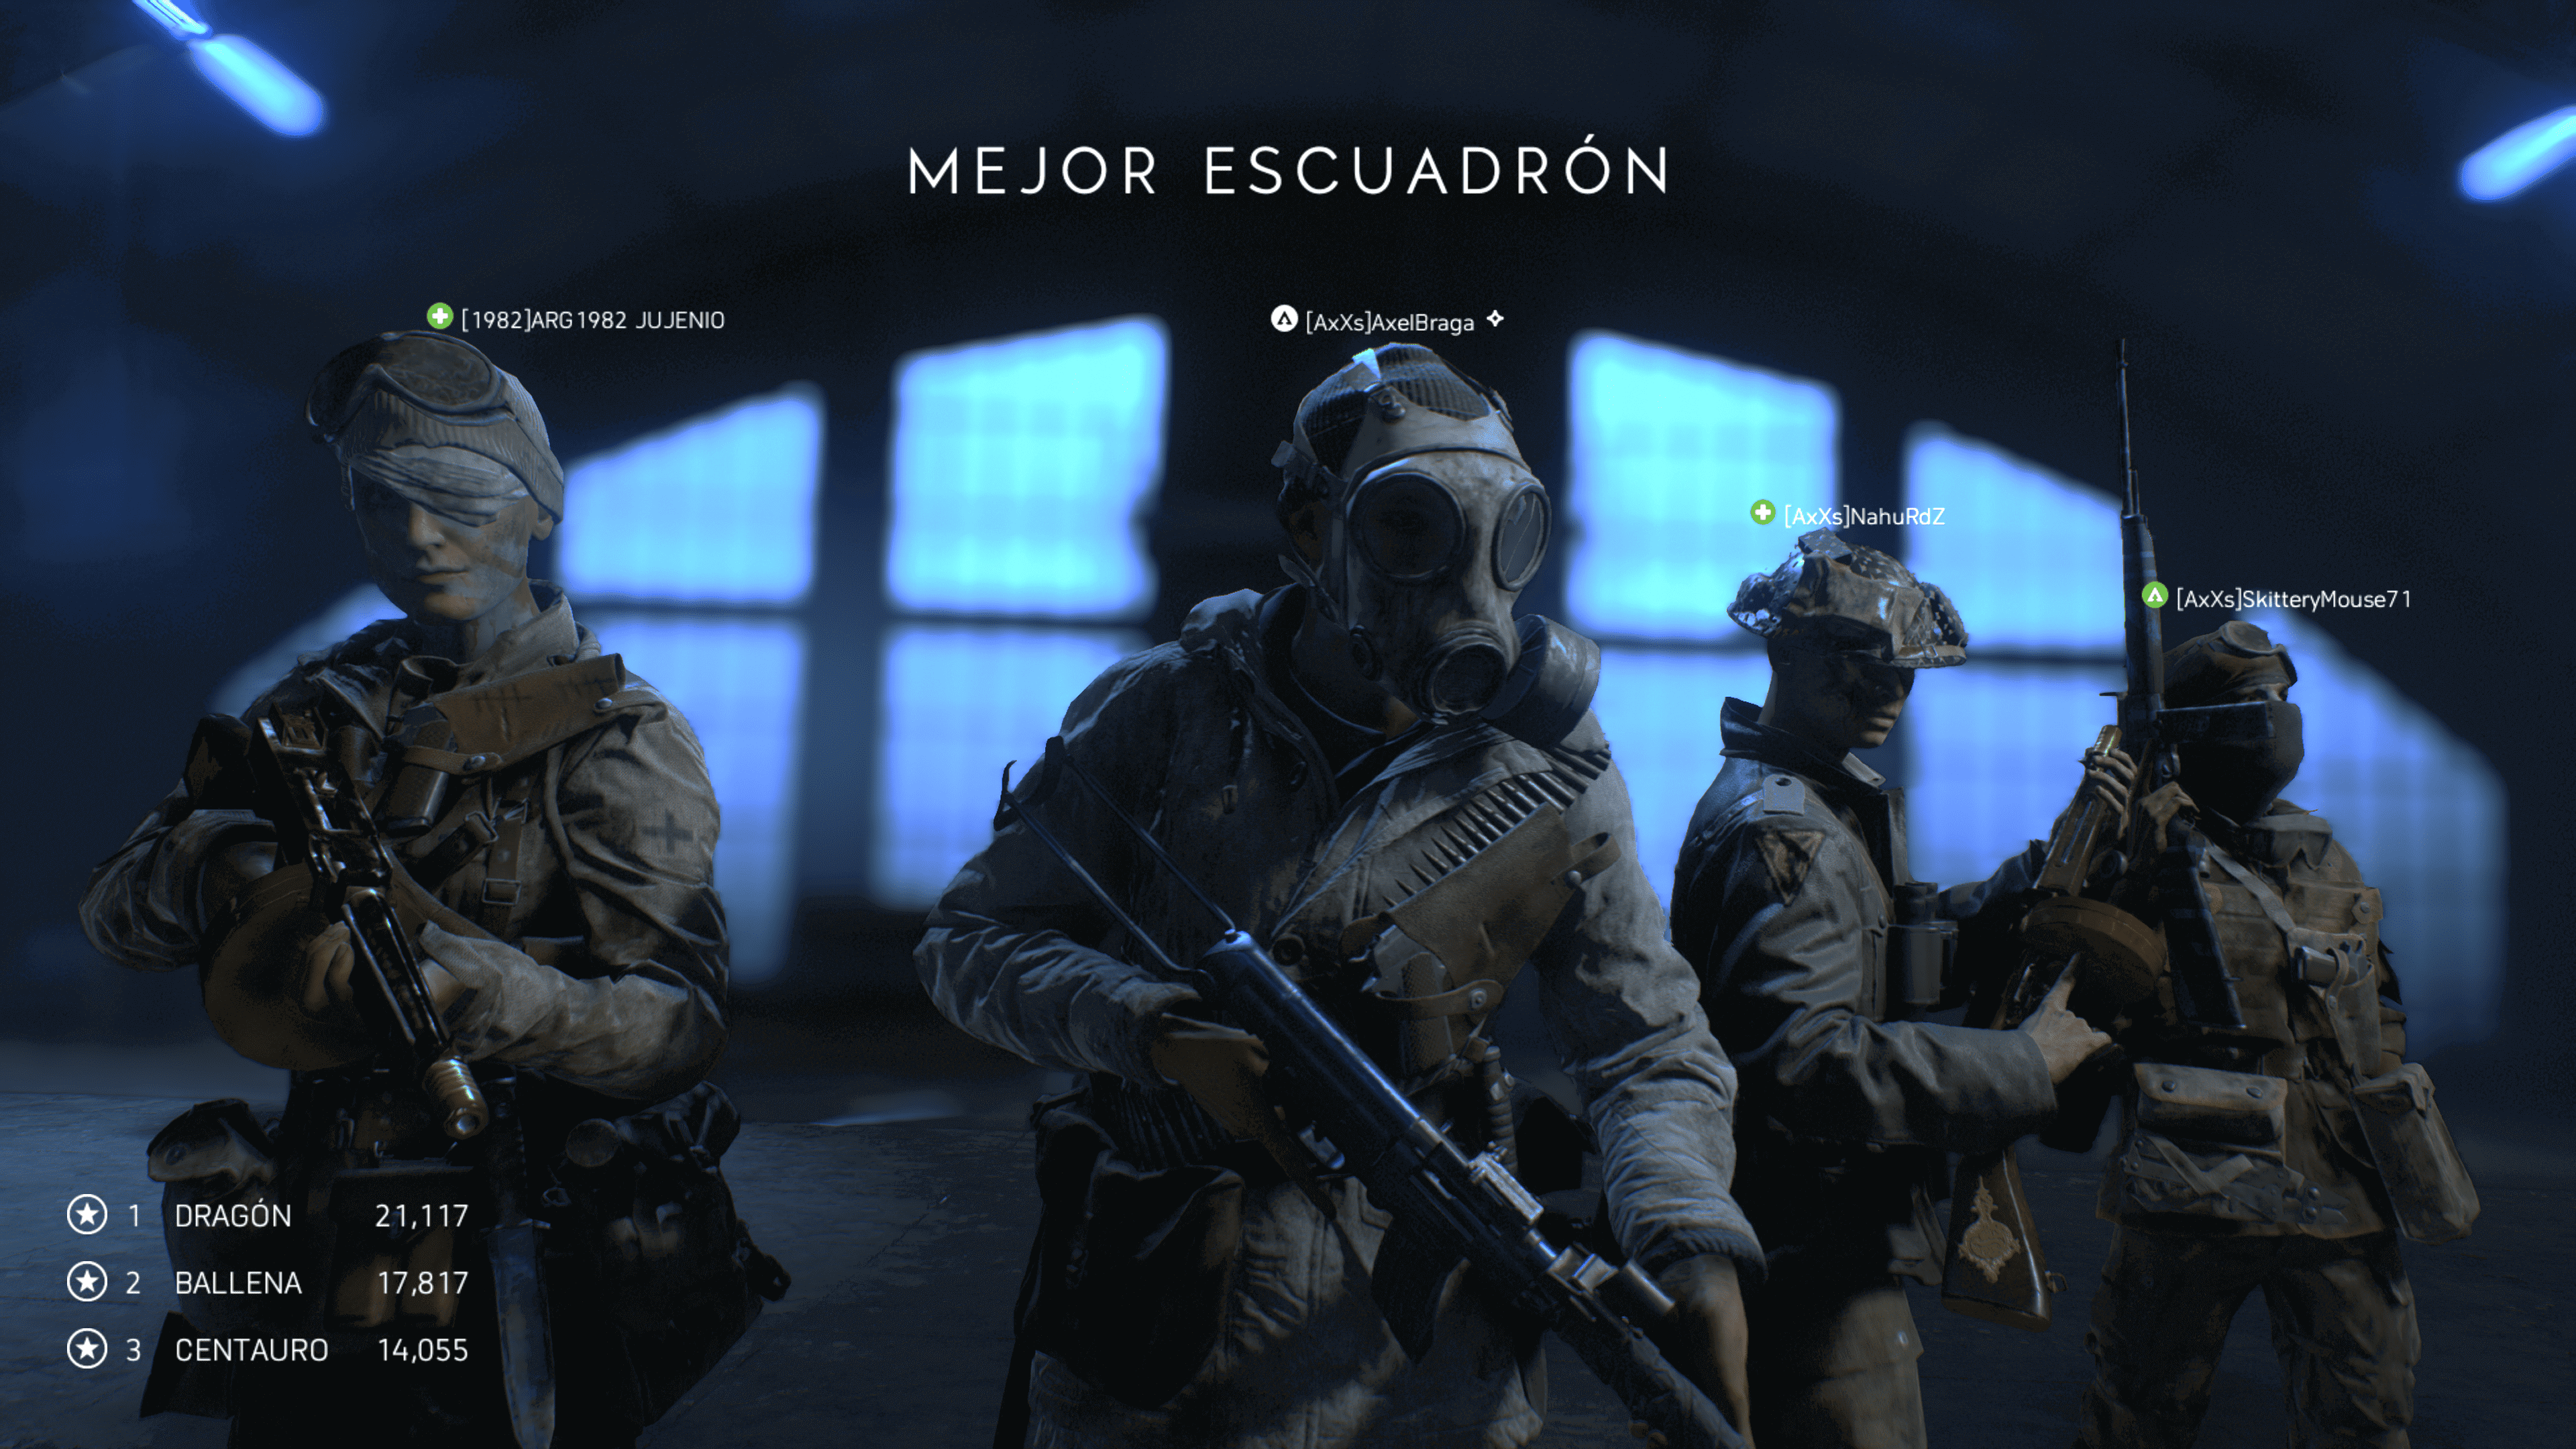 MEJOR ESCUADRÓN
[1982]ARG1982 JUJENIO
[AxXs]AxelBraga
[AxXs]NahuRdZ
[AxXs]SkitteryMouse71
1 DRAGÓN 21,117
2 BALLENA 17,817
3 CENTAURO 14,055